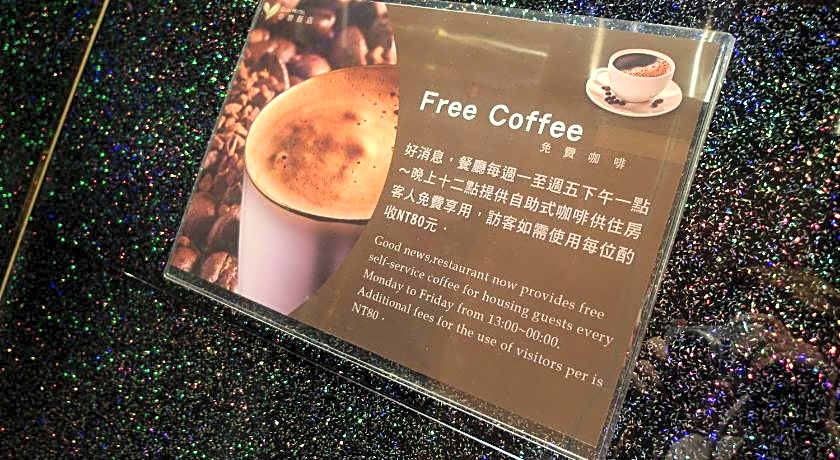 Free Coffee
免費咖啡
好消息，餐廳每週一至週五下午一點
～晚上十二點提供自助式咖啡供住房
客人免費享用，訪客如需使用每位酌
收NT80元．
Good news,restaurant now provides free
self-service coffee for housing guests every
Monday to Friday from 13:00~00:00.
Additional fees for the use of visitors per is
NT80．